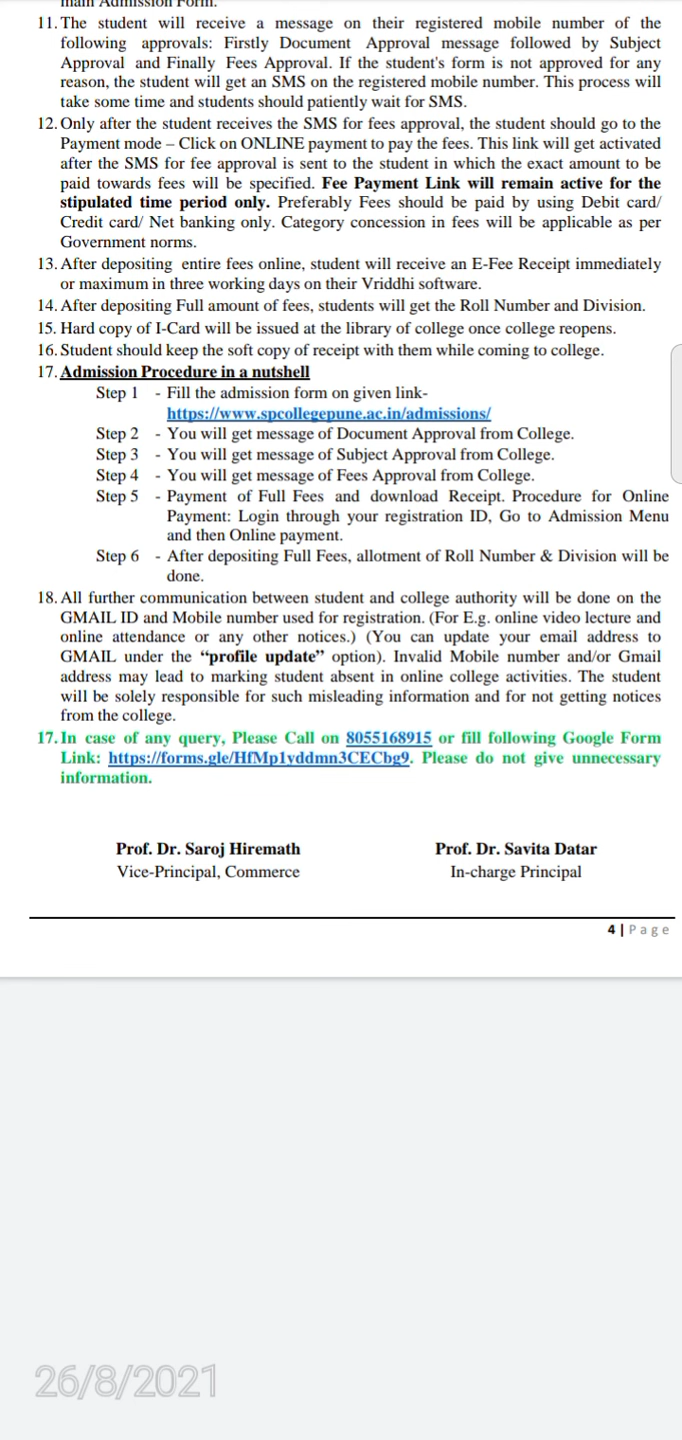 main Admission Form.
11. The student will receive a message on their registered mobile number of the
following approvals: Firstly Document Approval message followed by Subject
Approval and Finally Fees Approval. If the student's form is not approved for any
reason, the student will get an SMS on the registered mobile number. This process will
take some time and students should patiently wait for SMS.
12. Only after the student receives the SMS for fees approval, the student should go to the
Payment mode – Click on ONLINE payment to pay the fees. This link will get activated
after the SMS for fee approval is sent to the student in which the exact amount to be
paid towards fees will be specified. Fee Payment Link will remain active for the
stipulated time period only. Preferably Fees should be paid by using Debit card/
Credit card/ Net banking only. Category concession in fees will be applicable as per
Government norms.
13. After depositing entire fees online, student will receive an E-Fee Receipt immediately
or maximum in three working days on their Vriddhi software.
14. After depositing Full amount of fees, students will get the Roll Number and Division.
15. Hard copy of I-Card will be issued at the library of college once college reopens.
16. Student should keep the soft copy of receipt with them while coming to college.
17. Admission Procedure in a nutshell
Step 1 - Fill the admission form on given link-
https://www.spcollegepune.ac.in/admissions/
Step 2 - You will get message of Document Approval from College.
Step 3 - You will get message of Subject Approval from College.
Step 4 - You will get message of Fees Approval from College.
Step 5 - Payment of Full Fees and download Receipt. Procedure for Online
Payment: Login through your registration ID, Go to Admission Menu
and then Online payment.
Step 6 - After depositing Full Fees, allotment of Roll Number & Division will be
done.
18. All further communication between student and college authority will be done on the
GMAIL ID and Mobile number used for registration. (For E.g. online video lecture and
online attendance or any other notices.) (You can update your email address to
GMAIL under the “profile update” option). Invalid Mobile number and/or Gmail
address may lead to marking student absent in online college activities. The student
will be solely responsible for such misleading information and for not getting notices
from the college.
17. In case of any query, Please Call on 8055168915 or fill following Google Form
Link: https://forms.gle/HfMp1yddmn3CECbg9. Please do not give unnecessary
information.
Prof. Dr. Saroj Hiremath Prof. Dr. Savita Datar
Vice-Principal, Commerce In-charge Principal
4 | Page
26/8/2021